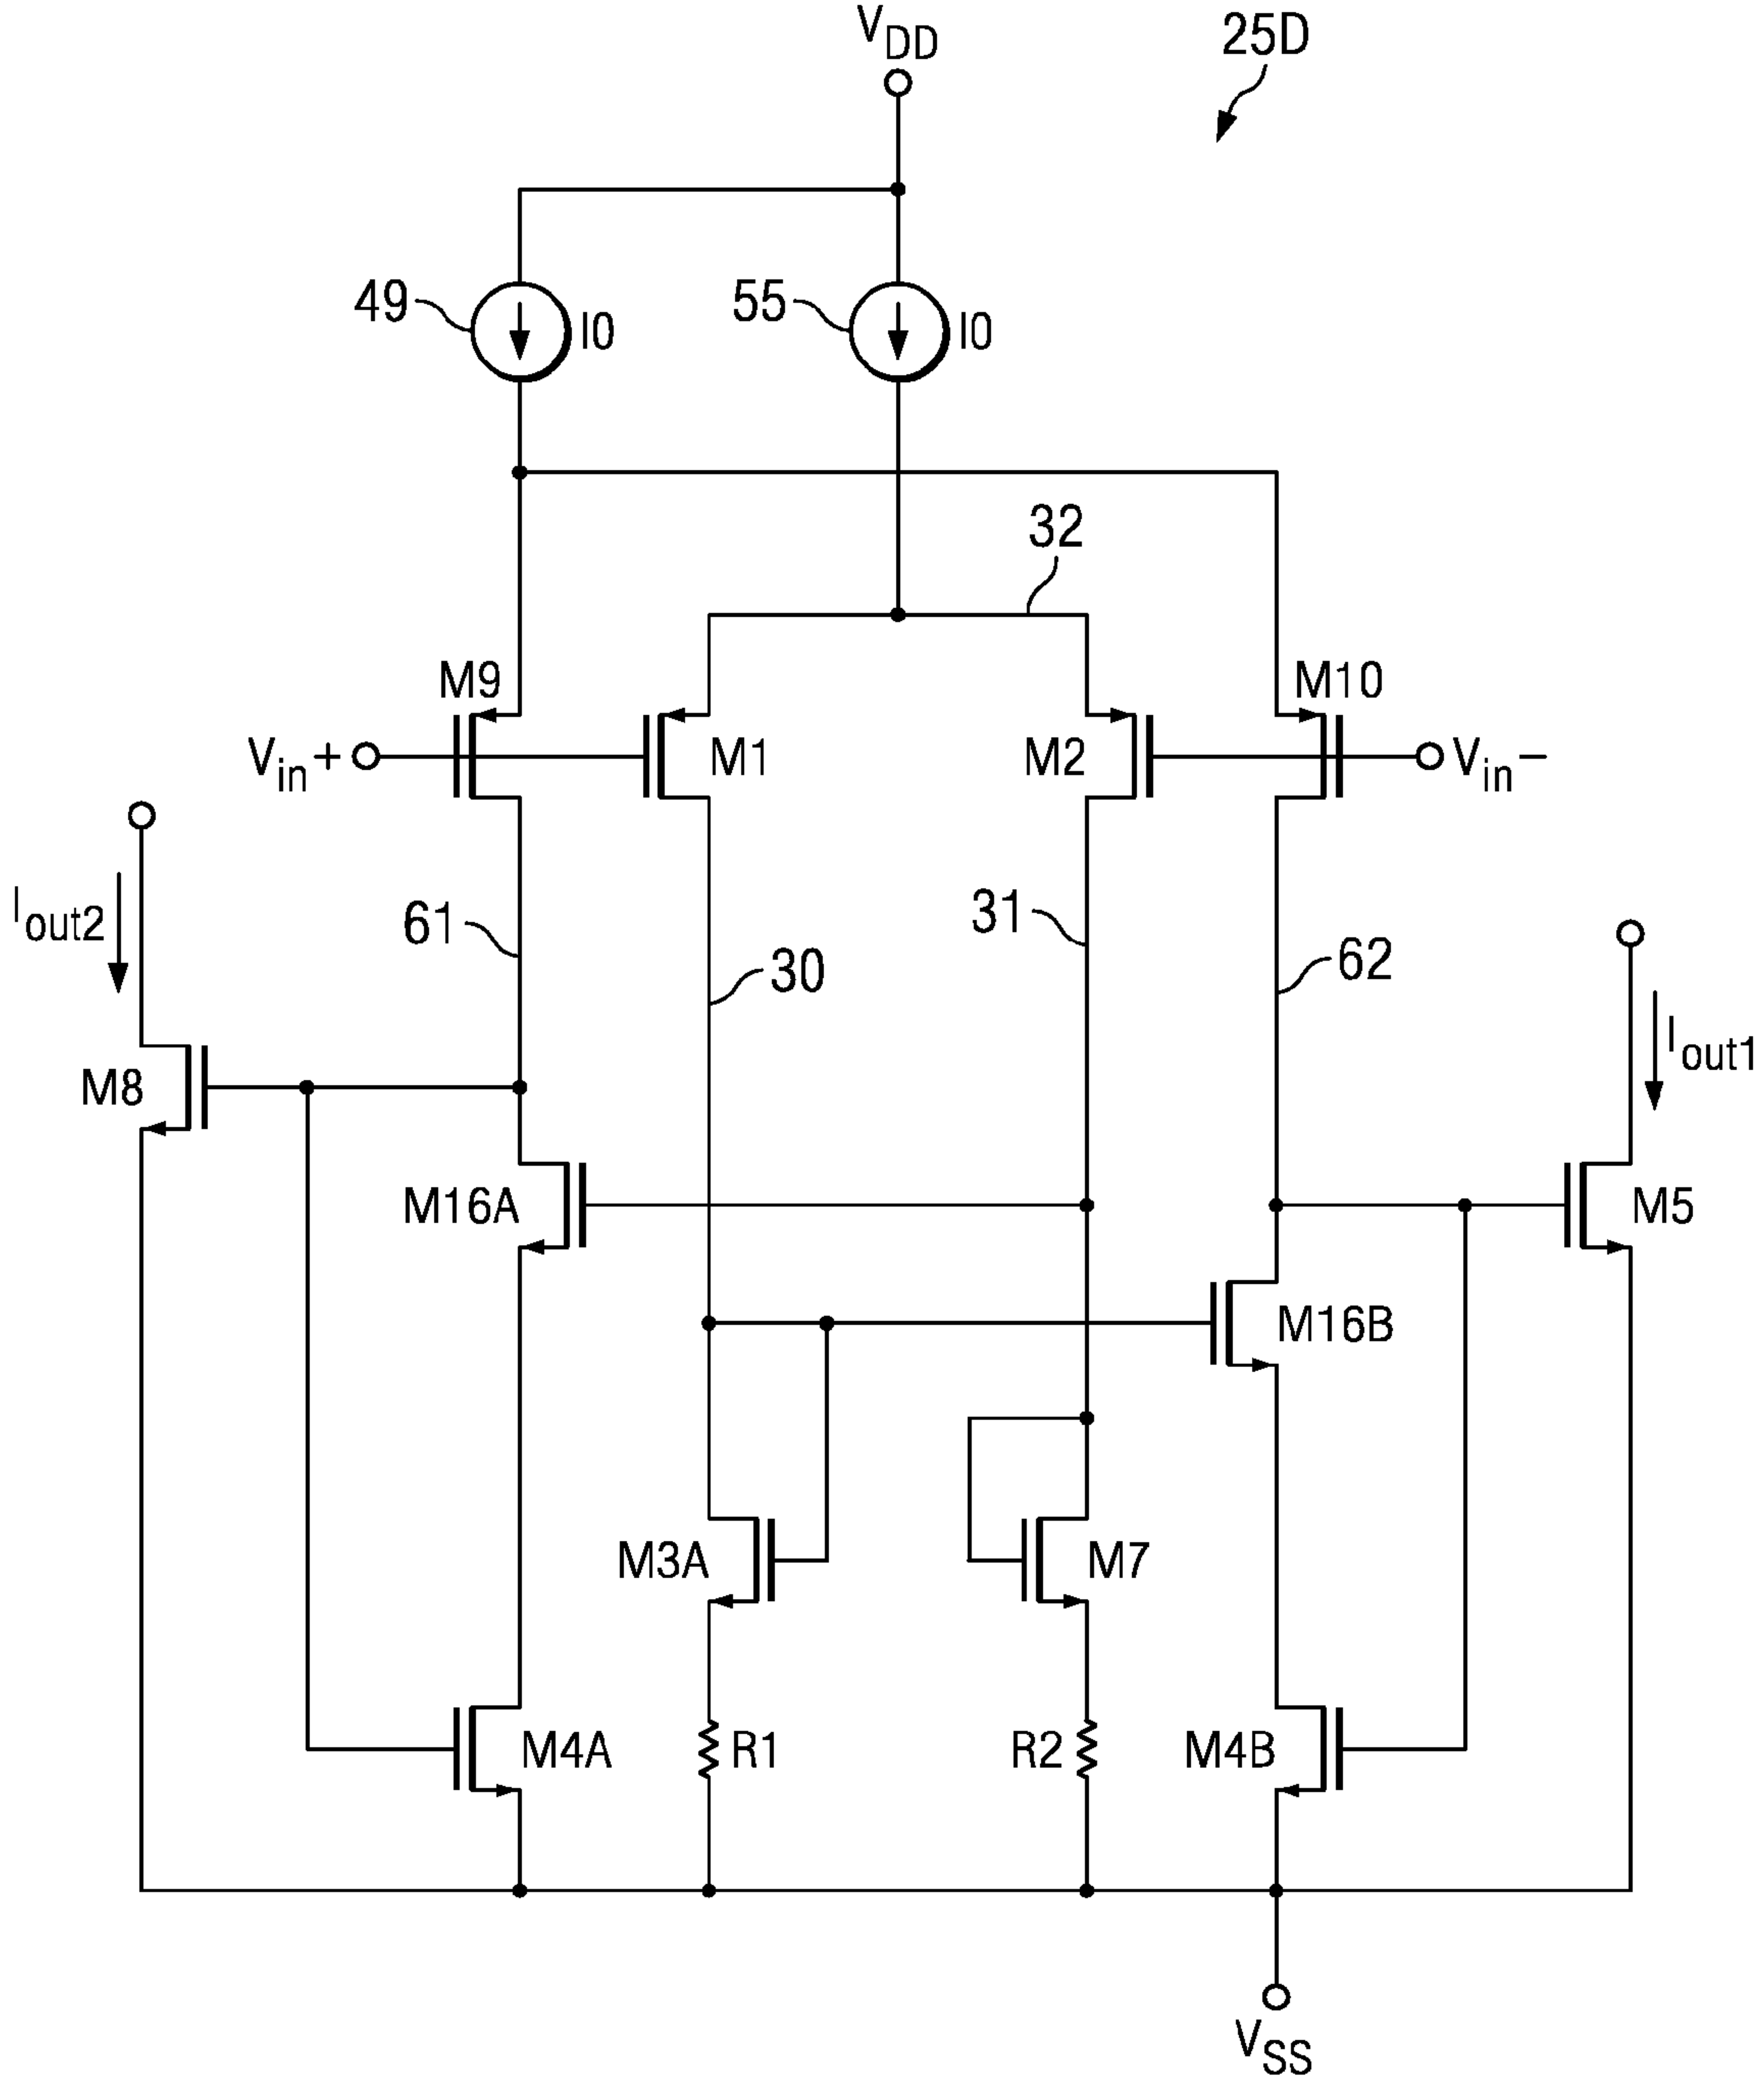 VDD
25D
49
I0
55
I0
32
M9
M10
Vin+
M1
M2
Vin−
Iout2
61
31
30
62
Iout1
M8
M16A
M5
M16B
M3A
M7
M4A
R1
R2
M4B
VSS